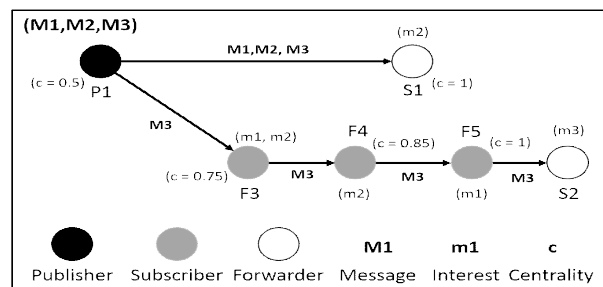 (M1,M2,M3)
M1,M2, M3
(m2)
(c = 0.5)
P1
S1
(c = 1)
M3
(m1, m2)
F4
(c = 0.85)
F5
(c = 1)
(m3)
(c = 0.75)
F3
M3
(m2)
M3
(m1)
M3
S2
M1 m1 c
Publisher Subscriber Forwarder Message Interest Centrality